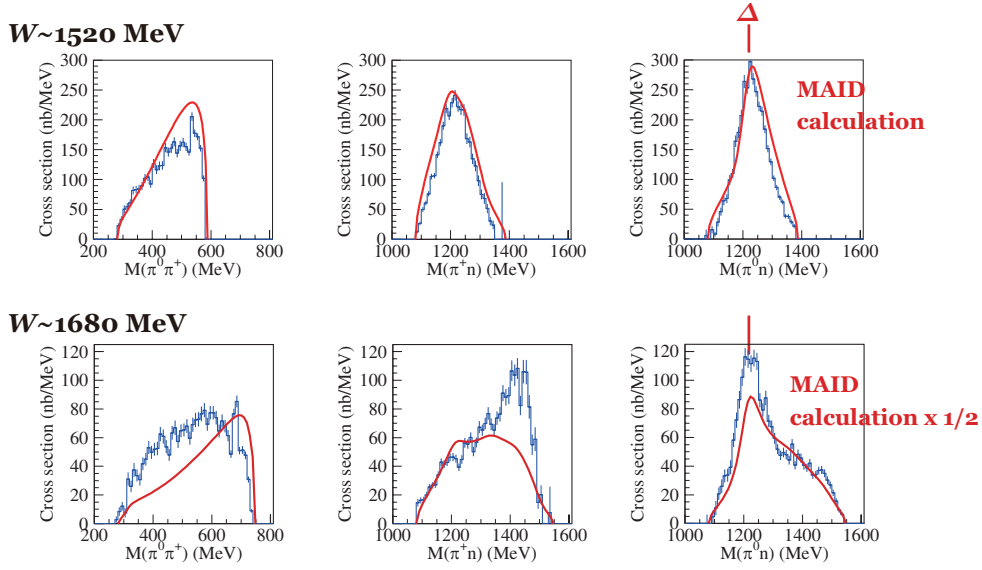 Δ
W~1520 MeV
Cross section (nb/MeV)
300
250
200
150
100
50
0
200 400 600 800
M(π⁰π⁺) (MeV)
Cross section (nb/MeV)
300
250
200
150
100
50
0
1000 1200 1400 1600
M(π⁺n) (MeV)
Cross section (nb/MeV)
300
250
200
150
100
50
0
1000 1200 1400 1600
M(π⁰n) (MeV)
MAID
calculation
W~1680 MeV
Cross section (nb/MeV)
120
100
80
60
40
20
0
200 400 600 800
M(π⁰π⁺) (MeV)
Cross section (nb/MeV)
120
100
80
60
40
20
0
1000 1200 1400 1600
M(π⁺n) (MeV)
Cross section (nb/MeV)
120
100
80
60
40
20
0
1000 1200 1400 1600
M(π⁰n) (MeV)
MAID
calculation x 1/2